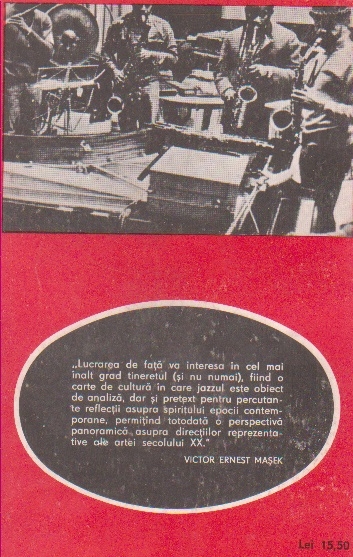 „Lucrarea de față va interesa în cel mai
înalt grad tineretul (și nu numai), fiind o
carte de cultură în care jazzul este obiect
de analiză, dar și pretext pentru percutan-
te reflecții asupra spiritului epocii contem-
porane, permițînd totodată o perspectivă
panoramică asupra direcțiilor reprezenta-
tive ale artei secolului XX.”
VICTOR ERNEST MAȘEK
Lei 15,50